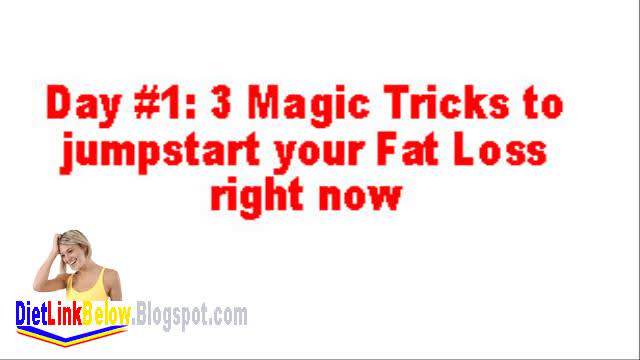 Day #1: 3 Magic Tricks to
jumpstart your Fat Loss
right now
DietLinkBelow.Blogspot.com